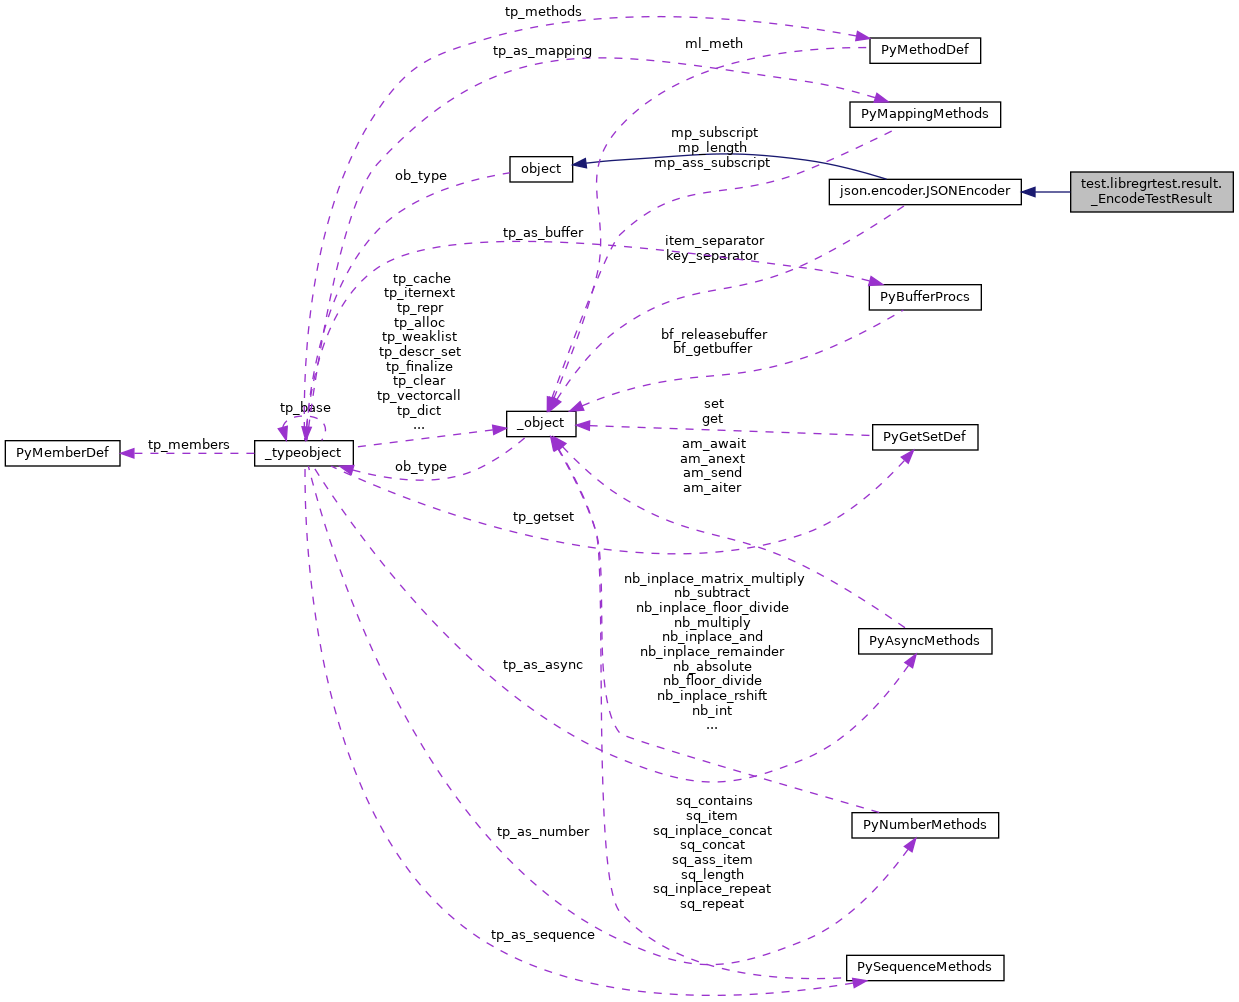 tp_methods
PyMethodDef
ml_meth
tp_as_mapping
PyMappingMethods
mp_subscript
mp_length
mp_ass_subscript
object
ob_type
json.encoder.JSONEncoder
test.libregrtest.result.
_EncodeTestResult
tp_as_buffer
item_separator
key_separator
PyBufferProcs
tp_cache
tp_iternext
tp_repr
tp_alloc
tp_weaklist
tp_descr_set
tp_finalize
tp_clear
tp_vectorcall
tp_dict
...
bf_releasebuffer
bf_getbuffer
tp_base
set
get
_object
PyGetSetDef
PyMemberDef
tp_members
_typeobject
ob_type
am_await
am_anext
am_send
am_aiter
tp_getset
nb_inplace_matrix_multiply
nb_subtract
nb_inplace_floor_divide
nb_multiply
nb_inplace_and
nb_inplace_remainder
nb_absolute
nb_floor_divide
nb_inplace_rshift
nb_int
...
PyAsyncMethods
tp_as_async
sq_contains
sq_item
sq_inplace_concat
sq_concat
sq_ass_item
sq_length
sq_inplace_repeat
sq_repeat
PyNumberMethods
tp_as_number
tp_as_sequence
PySequenceMethods